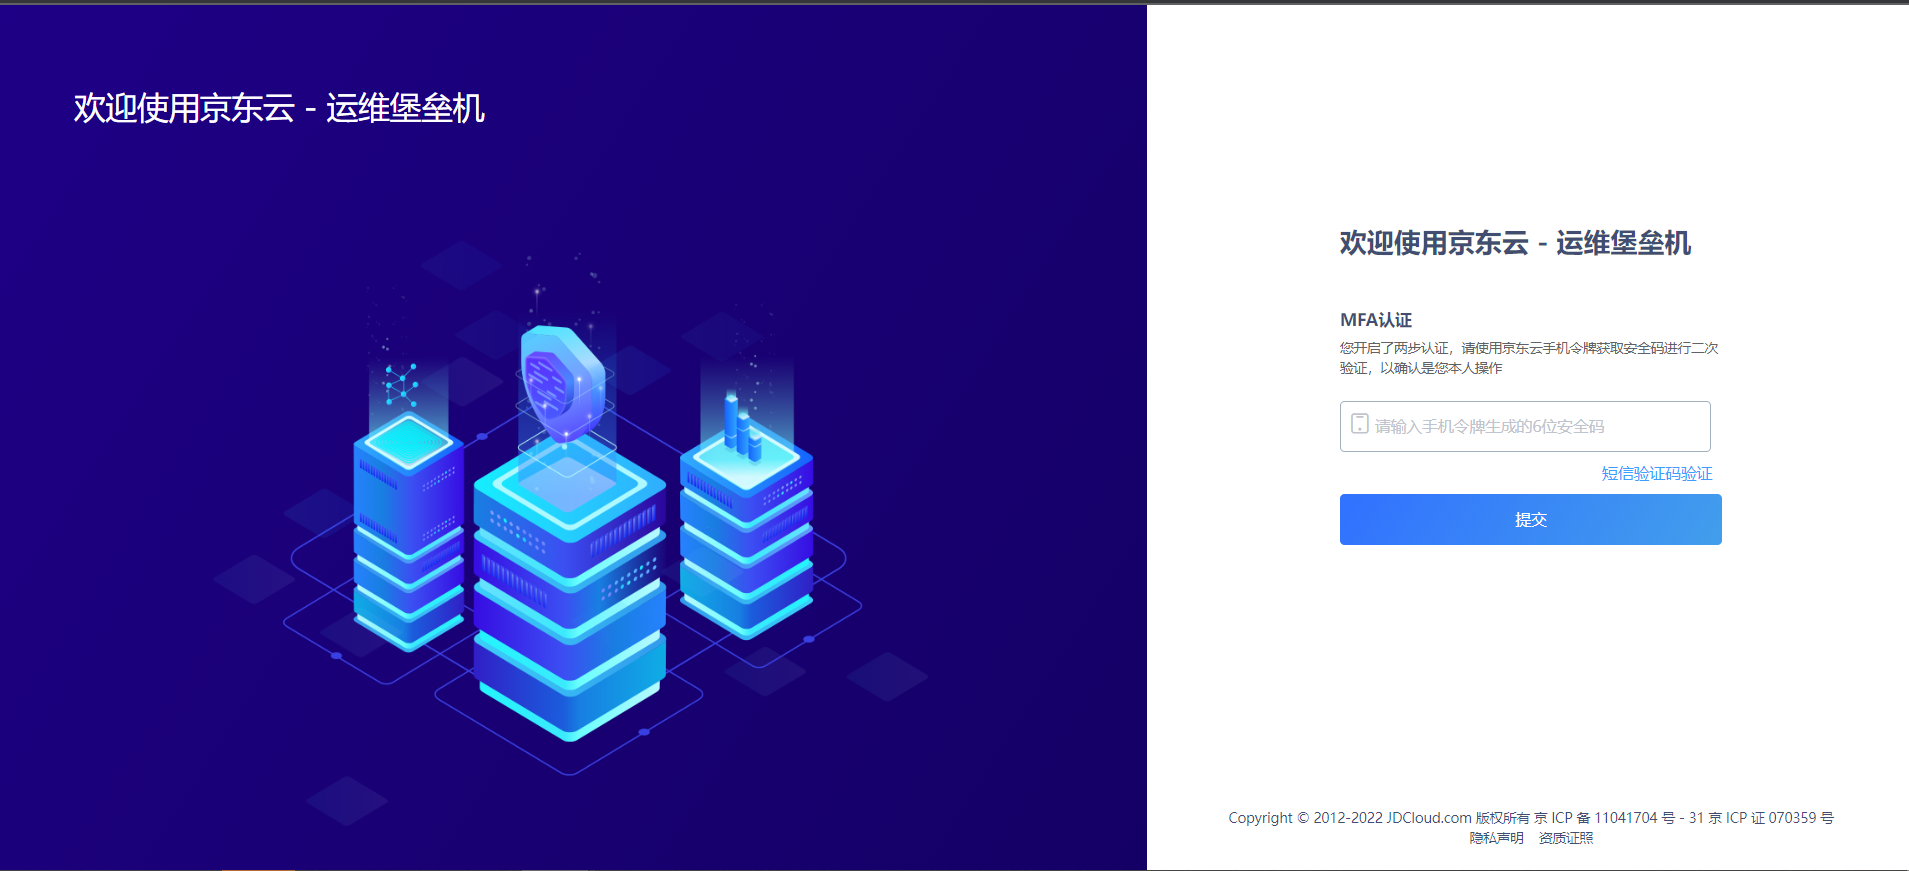 欢迎使用京东云 - 运维堡垒机
欢迎使用京东云 - 运维堡垒机
MFA认证
您开启了两步认证，请使用京东云手机令牌获取安全码进行二次
验证，以确认是您本人操作
请输入手机令牌生成的6位安全码
短信验证码验证
提交
Copyright © 2012-2022 JDCloud.com 版权所有 京 ICP 备 11041704 号 - 31 京 ICP 证 070359 号
隐私声明 资质证照